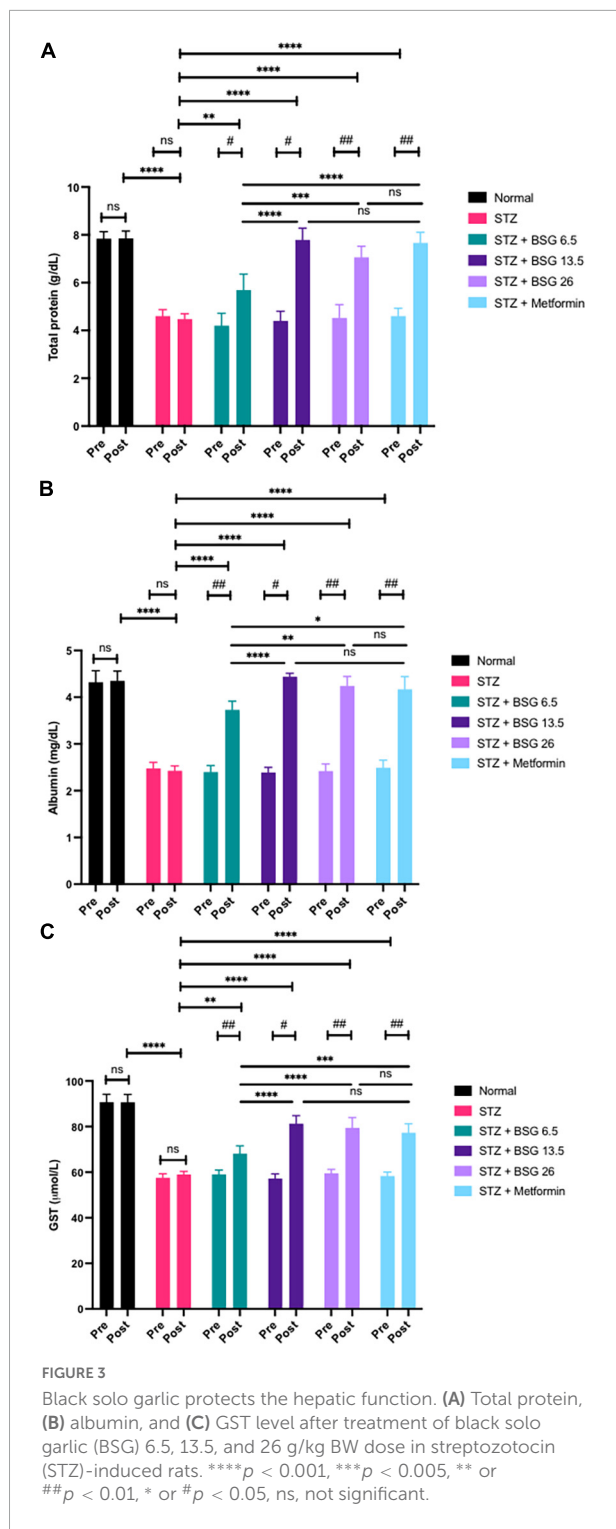 A
****
****
****
**
ns # # ## ##
****
****
*** ns
ns **** ns
10
8
6
4
2
0
Total protein (g/dL)
Pre Post Pre Post Pre Post Pre Post Pre Post Pre Post
Normal
STZ
STZ + BSG 6.5
STZ + BSG 13.5
STZ + BSG 26
STZ + Metformin
B
****
****
****
****
ns ## # ## ##
****
*
** ns
ns **** ns
5
4
3
2
1
0
Albumin (mg/dL)
Pre Post Pre Post Pre Post Pre Post Pre Post Pre Post
Normal
STZ
STZ + BSG 6.5
STZ + BSG 13.5
STZ + BSG 26
STZ + Metformin
C
****
****
****
**
## # ## ##
****
***
**** ns
ns **** ns
ns
100
80
60
40
20
0
GST (µmol/L)
Pre Post Pre Post Pre Post Pre Post Pre Post Pre Post
Normal
STZ
STZ + BSG 6.5
STZ + BSG 13.5
STZ + BSG 26
STZ + Metformin
FIGURE 3
Black solo garlic protects the hepatic function. (A) Total protein,
(B) albumin, and (C) GST level after treatment of black solo
garlic (BSG) 6.5, 13.5, and 26 g/kg BW dose in streptozotocin
(STZ)-induced rats. ****p < 0.001, ***p < 0.005, ** or
##p < 0.01, * or #p < 0.05, ns, not significant.